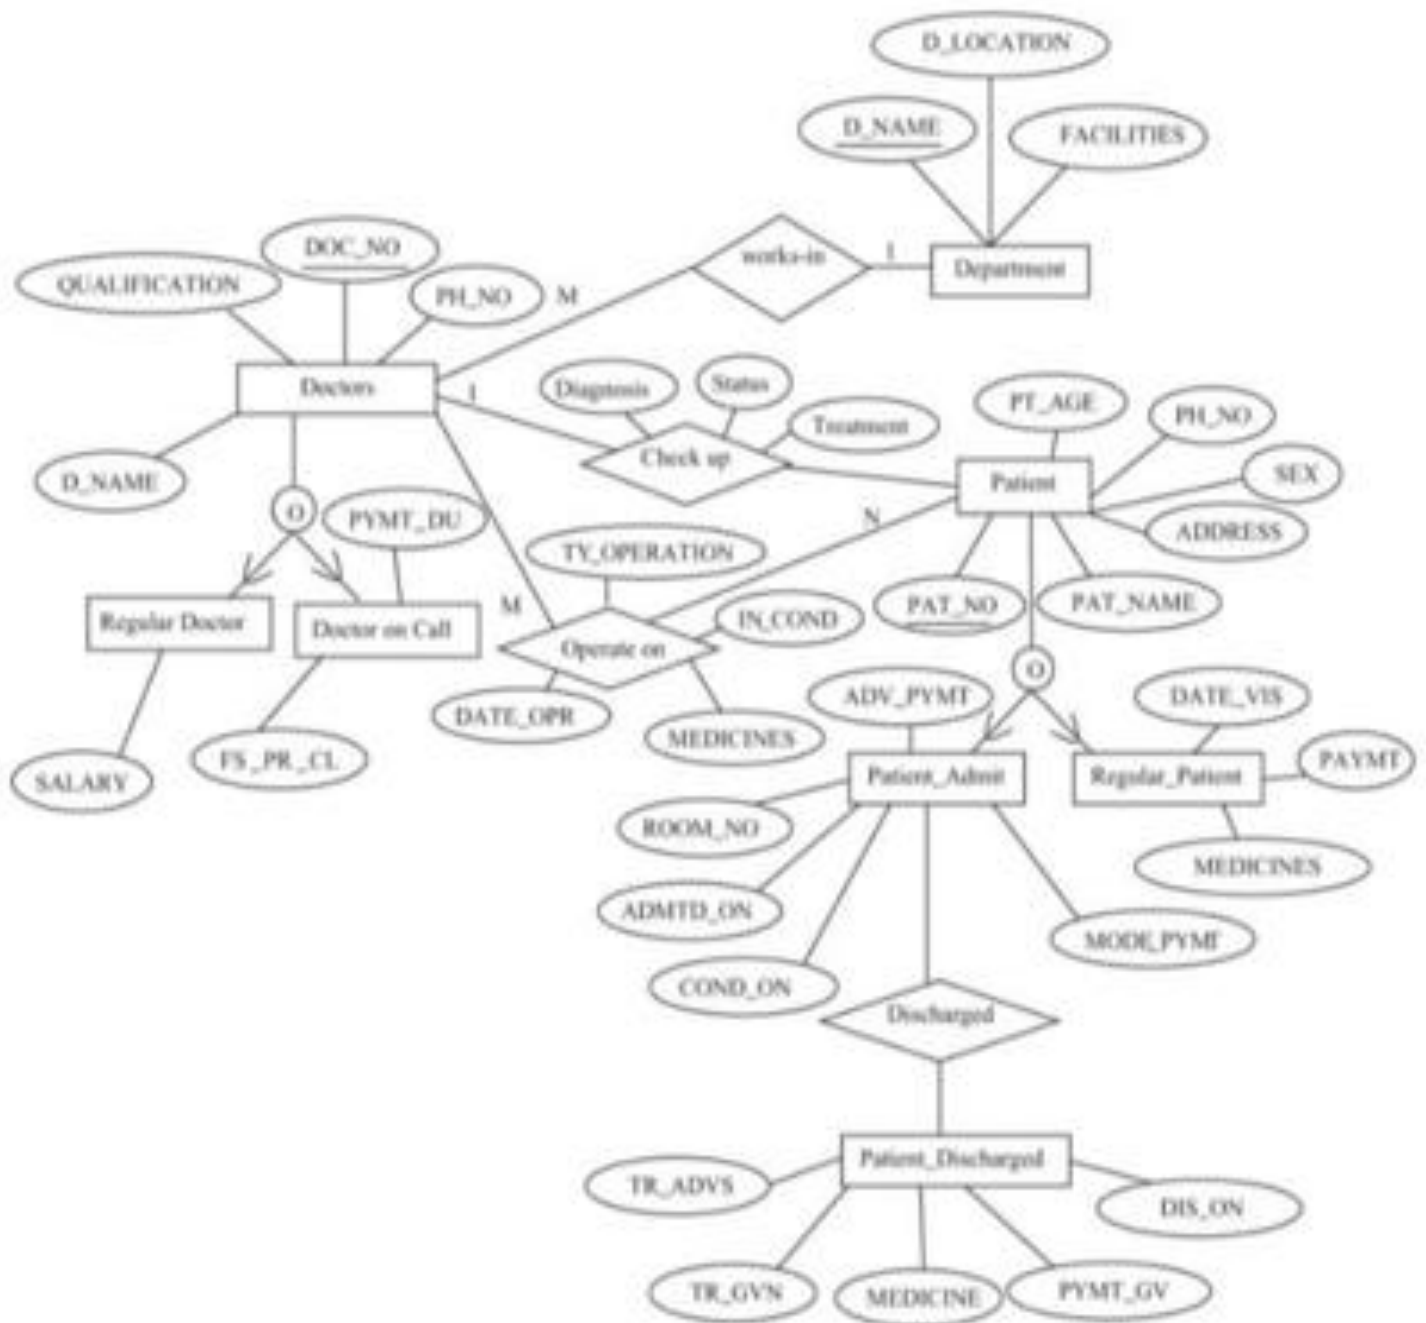 D_LOCATION
D_NAME
FACILITIES
works-in
1
Department
DOC_NO
QUALIFICATION
PH_NO
M
Doctors
1
Diagnosis
Status
Treatment
Check up
PT_AGE
PH_NO
Patient
SEX
D_NAME
O
PYMT_DU
N
ADDRESS
TY_OPERATION
PAT_NO
PAT_NAME
Regular Doctor
Doctor on Call
M
IN_COND
Operate on
O
DATE_OPR
MEDICINES
ADV_PYMT
DATE_VIS
SALARY
FS_PR_CL
Patient_Admit
Regular_Patient
PAYMT
ROOM_NO
MEDICINES
ADMTD_ON
MODE_PYMT
COND_ON
Discharged
Patient_Discharged
TR_ADVS
DIS_ON
TR_GVN
MEDICINE
PYMT_GV